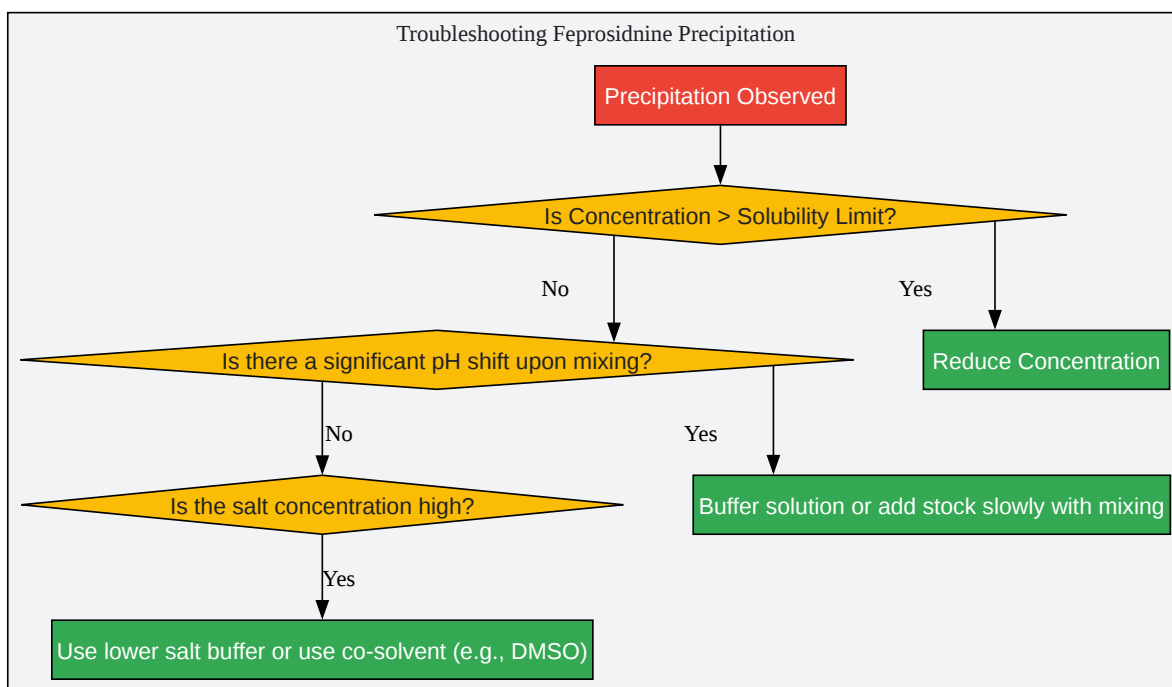 Troubleshooting Feprosidnine Precipitation
Precipitation Observed
Is Concentration > Solubility Limit?
No
Yes
Is there a significant pH shift upon mixing?
Reduce Concentration
No
Yes
Is the salt concentration high?
Buffer solution or add stock slowly with mixing
Yes
Use lower salt buffer or use co-solvent (e.g., DMSO)